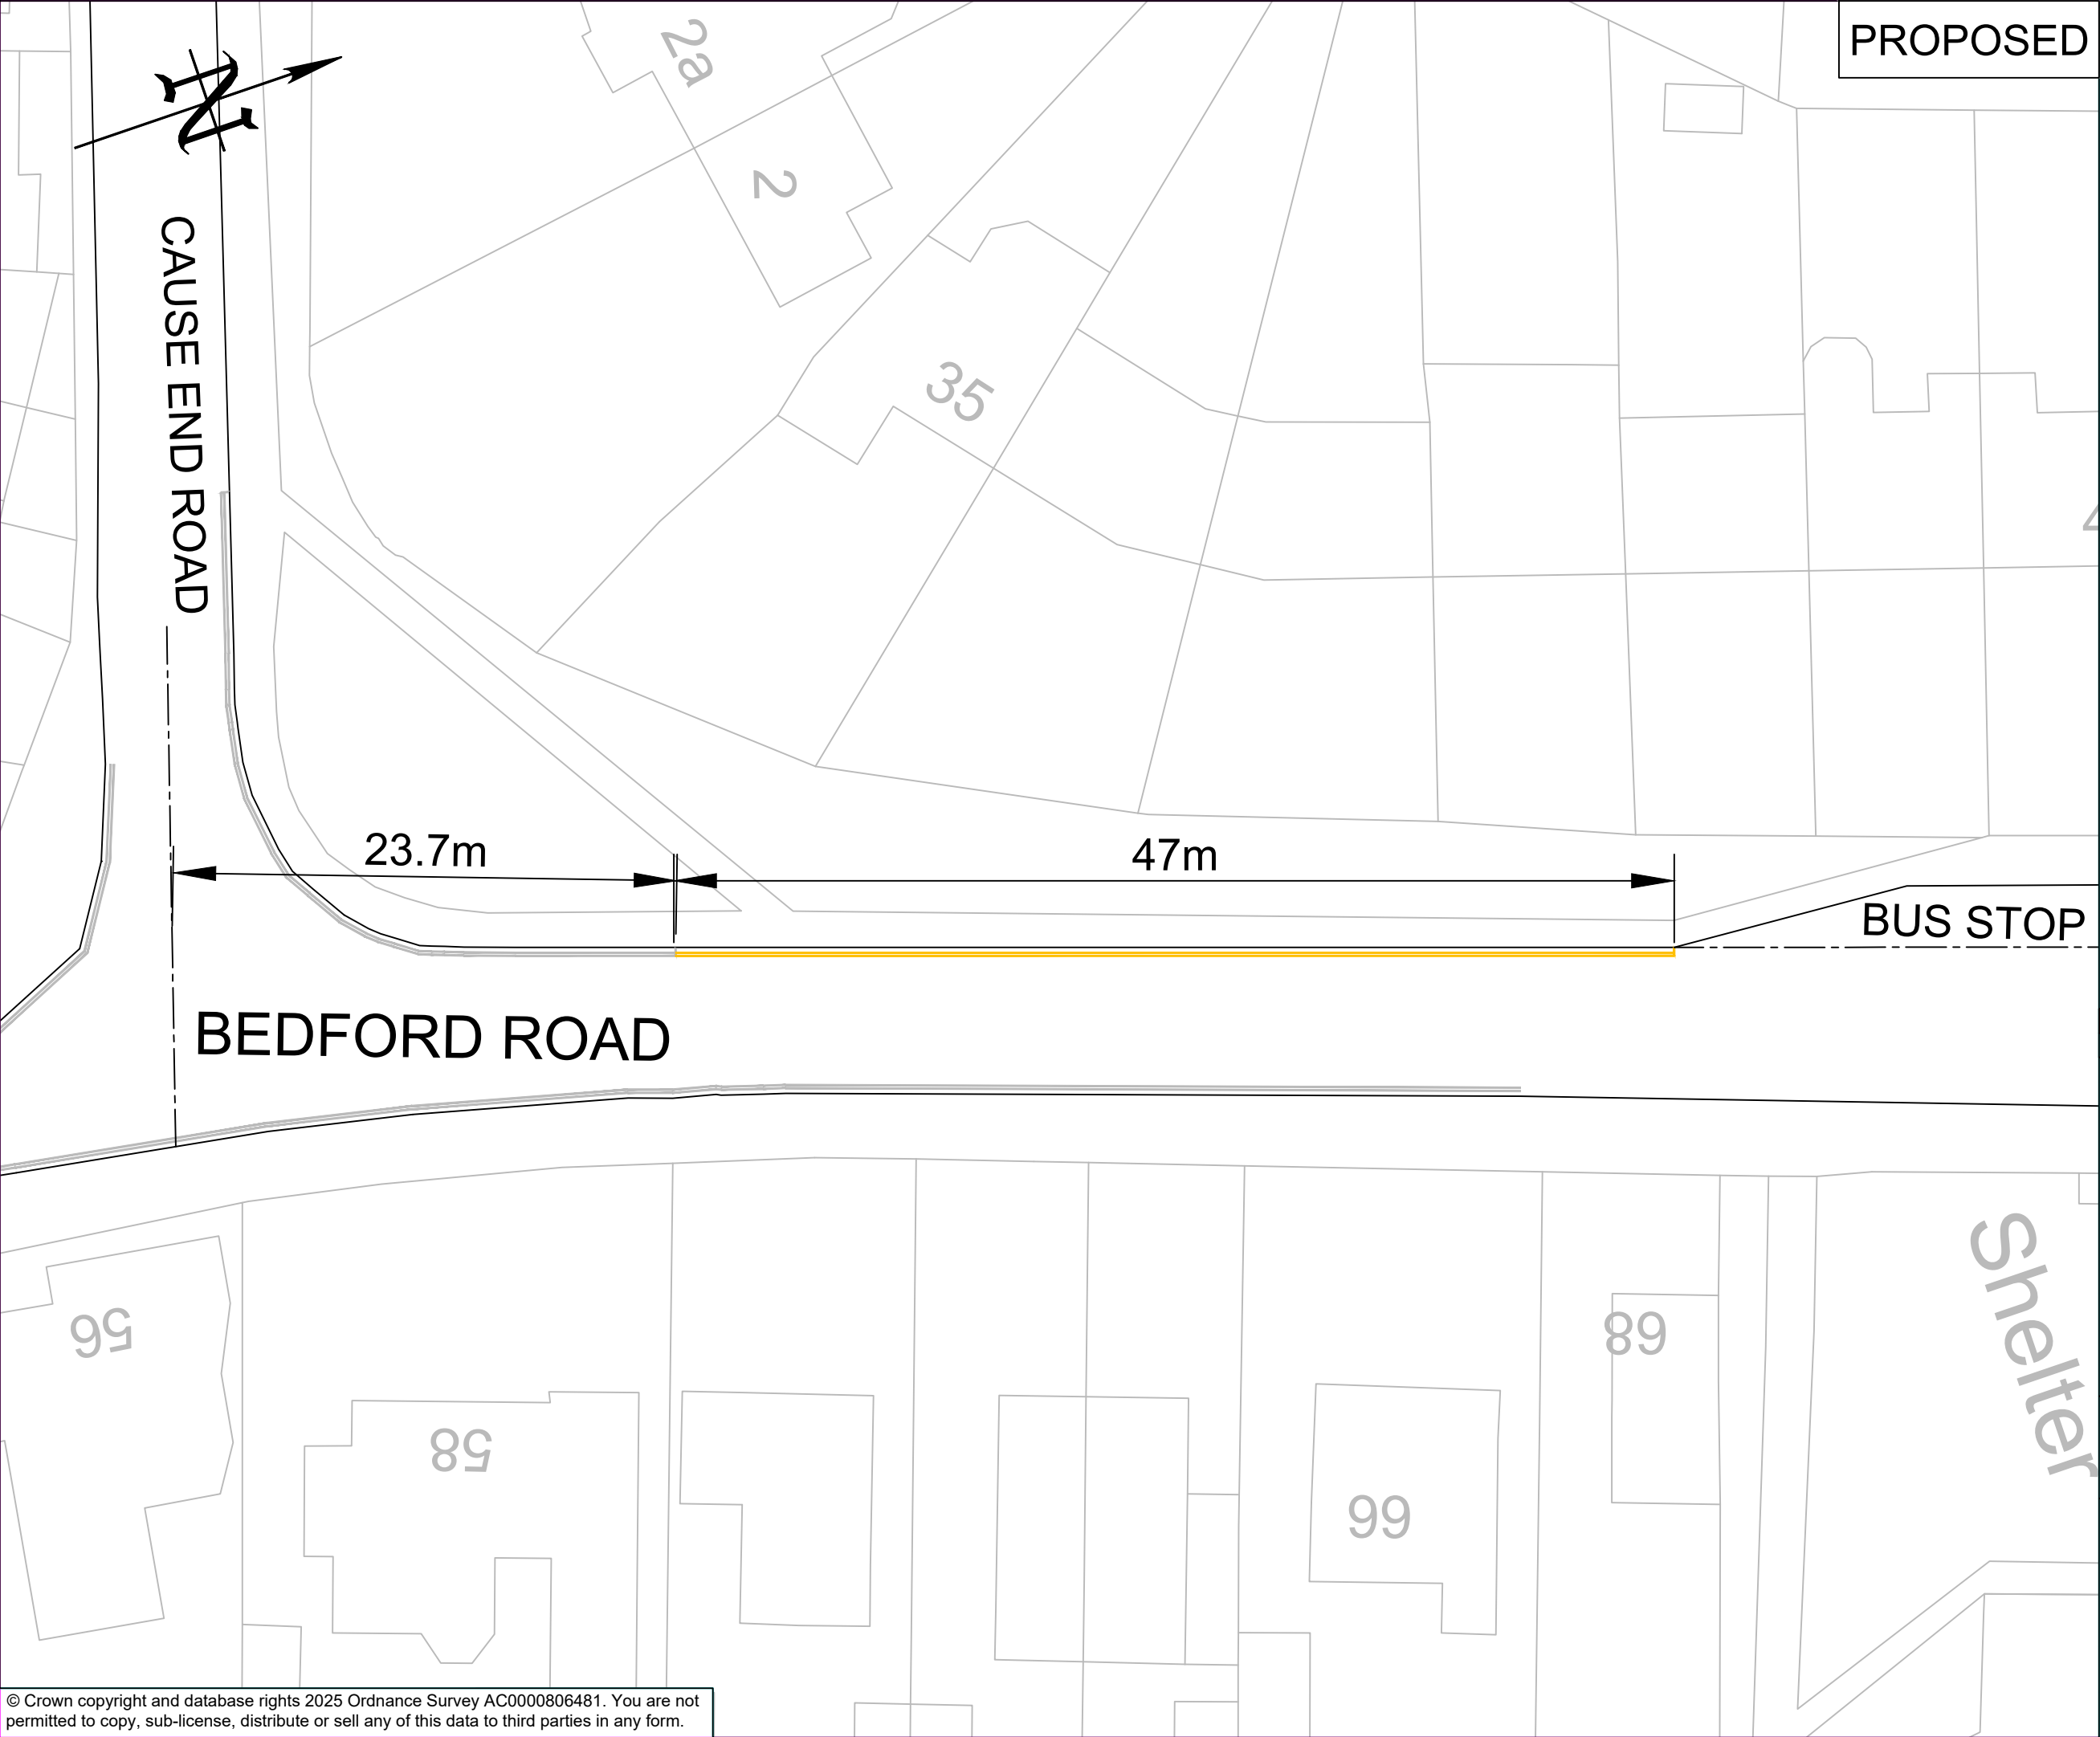 PROPOSED
2a
2
CAUSE END ROAD
35
4
23.7m
47m
BUS STOP
BEDFORD ROAD
56
58
66
68
Shelter
© Crown copyright and database rights 2025 Ordnance Survey AC0000806481. You are not
permitted to copy, sub-license, distribute or sell any of this data to third parties in any form.